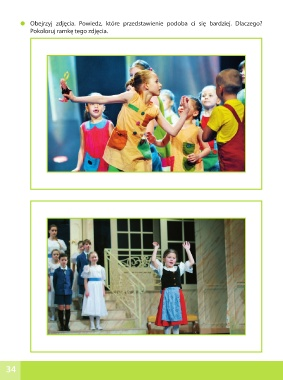 Obejrzyj zdjęcia. Powiedz, które przedstawienie podoba ci się bardziej. Dlaczego?
Pokoloruj ramkę tego zdjęcia.
34